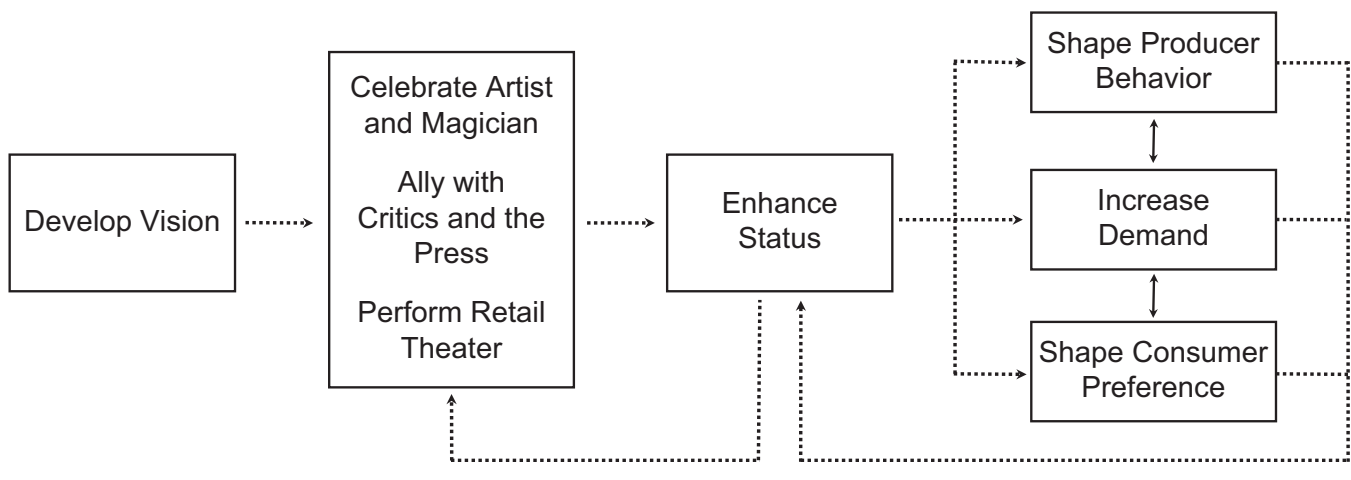 Develop Vision
Celebrate Artist
and Magician
Ally with
Critics and the
Press
Perform Retail
Theater
Enhance
Status
Shape Producer
Behavior
Increase
Demand
Shape Consumer
Preference